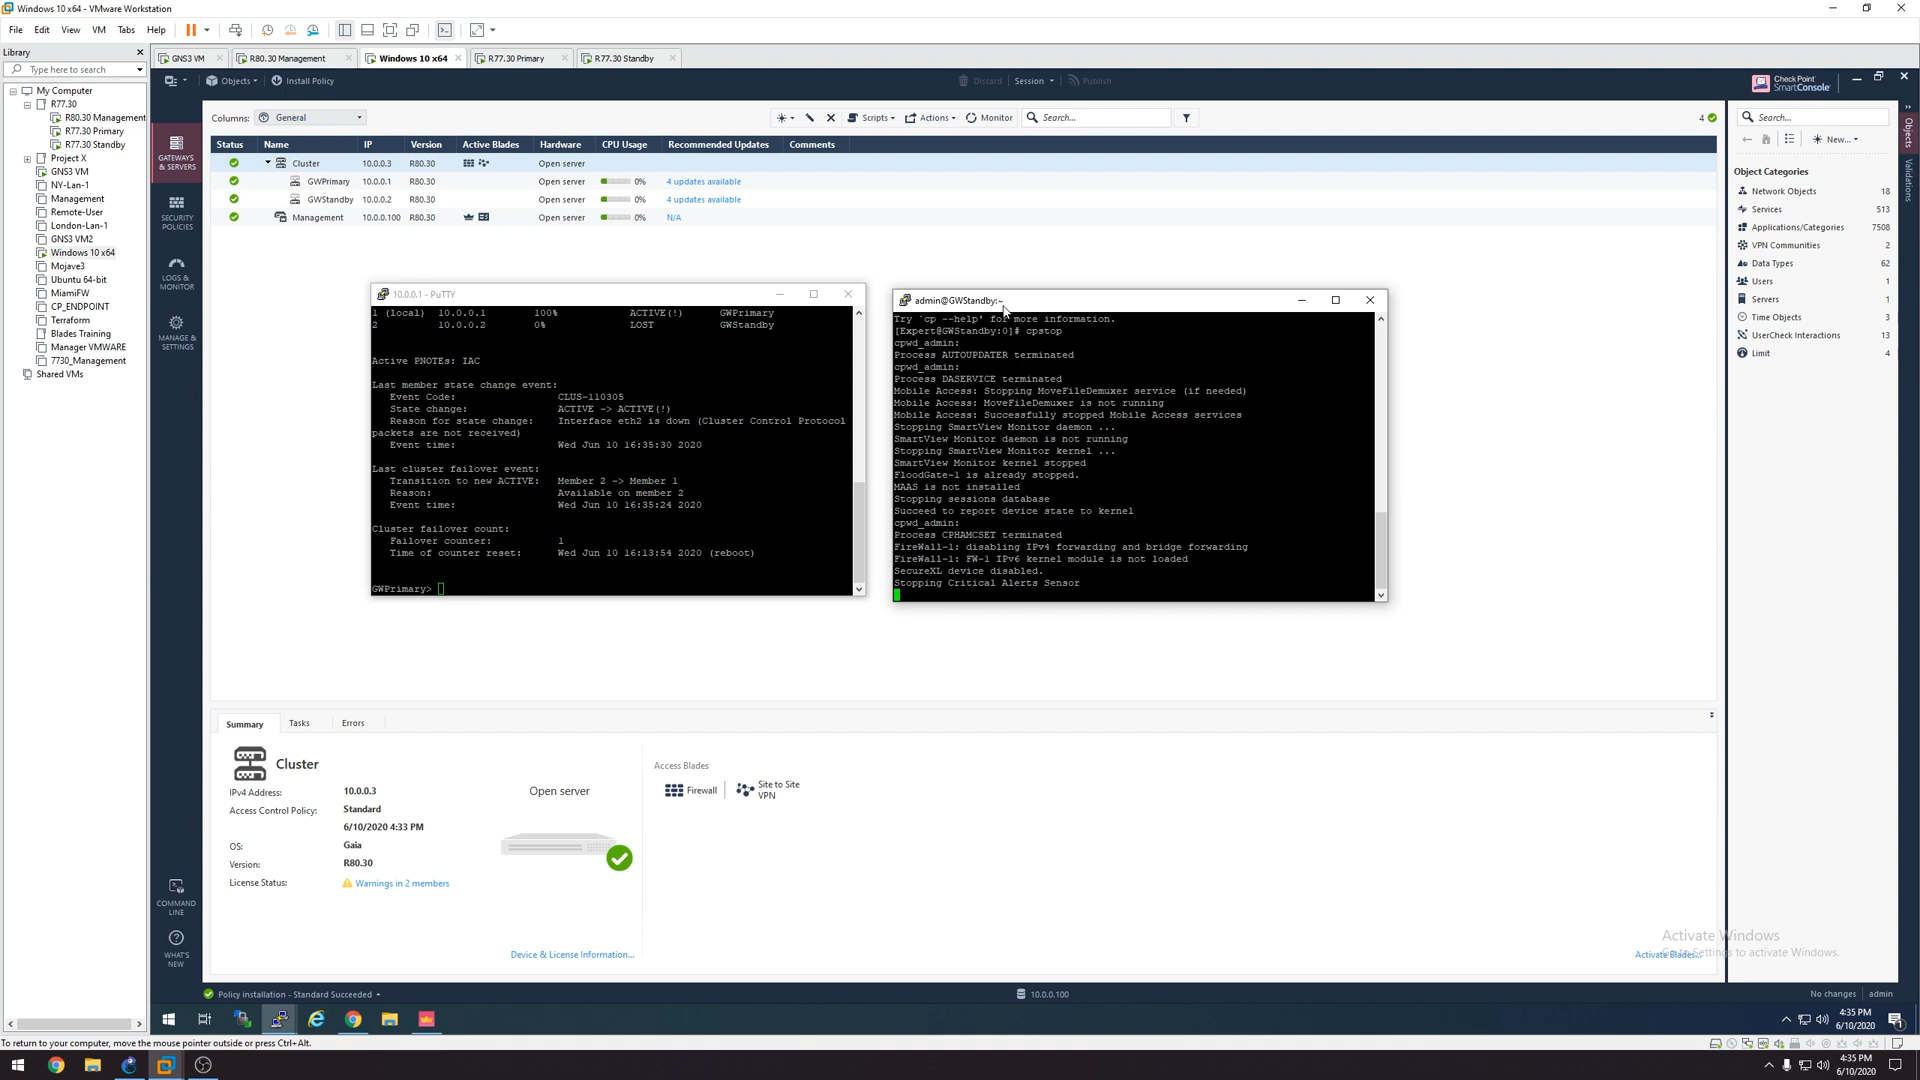 Windows 10 x64 - VMware Workstation
File Edit View VM Tabs Help
Library
Type here to search
My Computer
R77.30
R80.30 Management
R77.30 Primary
R77.30 Standby
Project X
GNS3 VM
NY-Lan-1
Management
Remote-User
London-Lan-1
GNS3 VM2
Windows 10 x64
Mojave3
Ubuntu 64-bit
MiamiFW
CP_ENDPOINT
Terraform
Blades Training
Manager VMWARE
7730_Management
Shared VMs
GNS3 VM R80.30 Management Windows 10 x64 R77.30 Primary R77.30 Standby
Objects Install Policy Discard Session Publish Check Point SmartConsole
GATEWAYS & SERVERS
SECURITY POLICIES
LOGS & MONITOR
MANAGE & SETTINGS
COMMAND LINE
WHAT'S NEW
Columns: General Scripts Actions Monitor Search... 4
Status Name IP Version Active Blades Hardware CPU Usage Recommended Updates Comments
Cluster 10.0.0.3 R80.30 Open server
GWPrimary 10.0.0.1 R80.30 Open server 0% 4 updates available
GWStandby 10.0.0.2 R80.30 Open server 0% 4 updates available
Management 10.0.0.100 R80.30 Open server 0% N/A
10.0.0.1 - PuTTY
1 (local) 10.0.0.1 100% ACTIVE(!) GWPrimary
2 10.0.0.2 0% LOST GWStandby
Active PNOTEs: IAC
Last member state change event:
Event Code: CLUS-110305
State change: ACTIVE -> ACTIVE(!)
Reason for state change: Interface eth2 is down (Cluster Control Protocol
packets are not received)
Event time: Wed Jun 10 16:35:30 2020
Last cluster failover event:
Transition to new ACTIVE: Member 2 -> Member 1
Reason: Available on member 2
Event time: Wed Jun 10 16:35:24 2020
Cluster failover count:
Failover counter: 1
Time of counter reset: Wed Jun 10 16:13:54 2020 (reboot)
GWPrimary>
admin@GWStandby:~
Try `cp --help' for more information.
[Expert@GWStandby:0]# cpstop
cpwd_admin:
Process AUTOUPDATER terminated
cpwd_admin:
Process DASERVICE terminated
Mobile Access: Stopping MoveFileDemuxer service (if needed)
Mobile Access: MoveFileDemuxer is not running
Mobile Access: Successfully stopped Mobile Access services
Stopping SmartView Monitor daemon ...
SmartView Monitor daemon is not running
Stopping SmartView Monitor kernel ...
SmartView Monitor kernel stopped
FloodGate-1 is already stopped.
MAAS is not installed
Stopping sessions database
Succeed to report device state to kernel
cpwd_admin:
Process CPHAMCSET terminated
FireWall-1: disabling IPv4 forwarding and bridge forwarding
FireWall-1: FW-1 IPv6 kernel module is not loaded
SecureXL device disabled.
Stopping Critical Alerts Sensor
Summary Tasks Errors
Cluster
IPv4 Address: 10.0.0.3
Access Control Policy: Standard
6/10/2020 4:33 PM
OS: Gaia
Version: R80.30
License Status: Warnings in 2 members
Open server
Device & License Information...
Access Blades
Firewall
Site to Site VPN
Search...
New...
Object Categories
Network Objects 18
Services 513
Applications/Categories 7508
VPN Communities 2
Data Types 62
Users 1
Servers 1
Time Objects 3
UserCheck Interactions 13
Limit 4
Objects
Validations
Activate Windows
Go to Settings to activate Windows.
Activate Blades...
Policy installation - Standard Succeeded 10.0.0.100 No changes admin
4:35 PM
6/10/2020
1
To return to your computer, move the mouse pointer outside or press Ctrl+Alt.
4:35 PM
6/10/2020